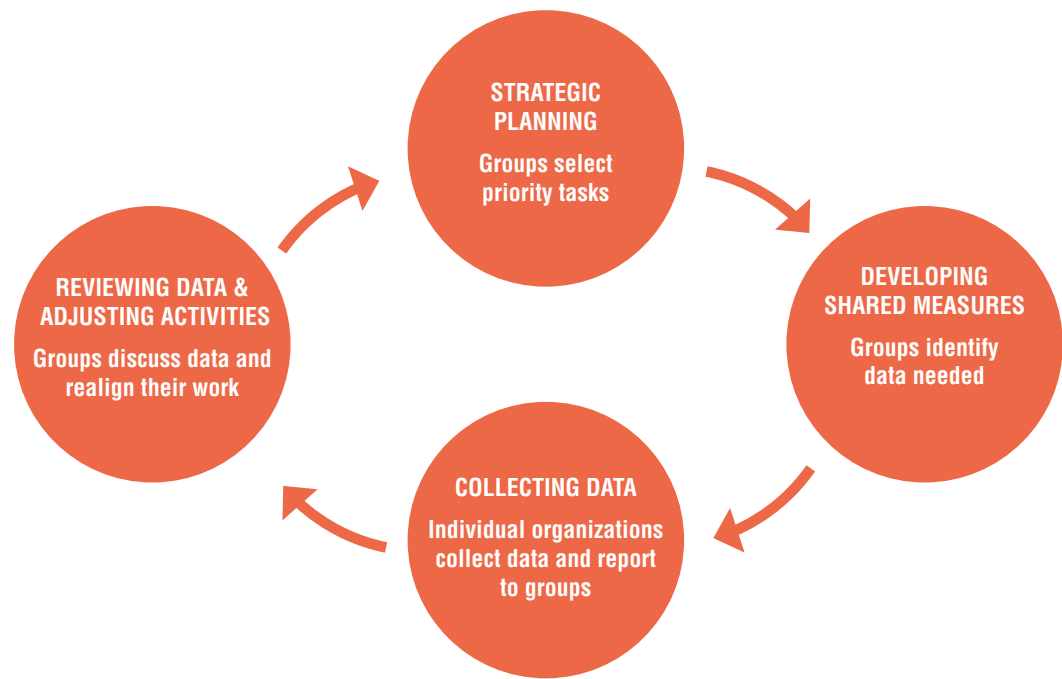 STRATEGIC
PLANNING
Groups select
priority tasks
DEVELOPING
SHARED MEASURES
Groups identify
data needed
COLLECTING DATA
Individual organizations
collect data and report
to groups
REVIEWING DATA &
ADJUSTING ACTIVITIES
Groups discuss data and
realign their work